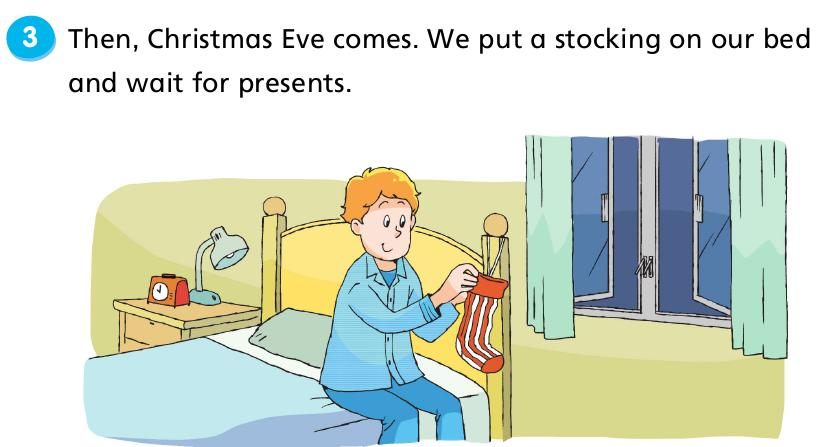 3 Then, Christmas Eve comes. We put a stocking on our bed
and wait for presents.